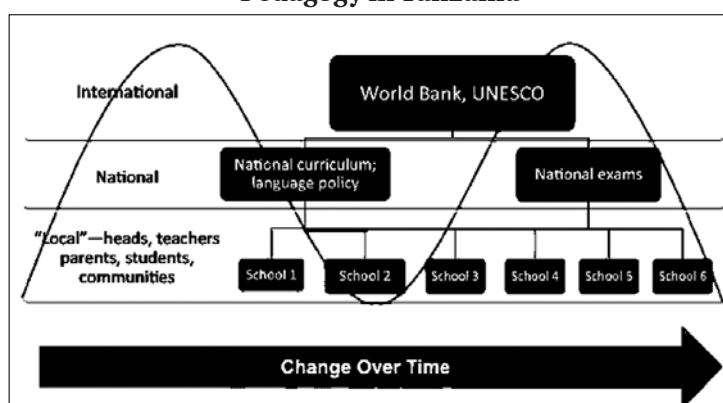 Pedagogy in Tanzania
International
World Bank, UNESCO
National
National curriculum;
language policy
National exams
"Local"—heads, teachers
parents, students,
communities
School 1
School 2
School 3
School 4
School 5
School 6
Change Over Time